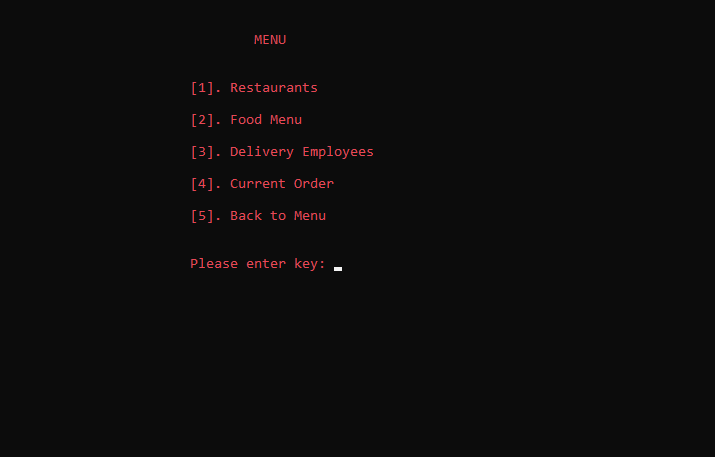 MENU
[1]. Restaurants
[2]. Food Menu
[3]. Delivery Employees
[4]. Current Order
[5]. Back to Menu
Please enter key: